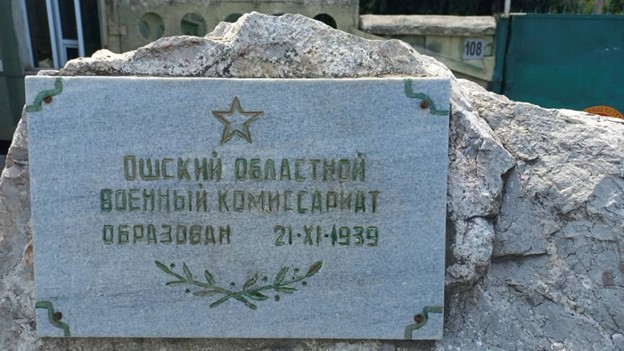 108
ОШСКИЙ ОБЛАСТНОЙ
ВОЕННЫЙ КОМИССАРИАТ
ОБРАЗОВАН 21·XI·1939